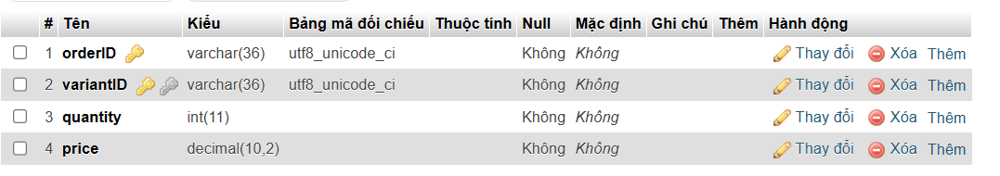 # Tên Kiểu Bảng mã đối chiếu Thuộc tính Null Mặc định Ghi chú Thêm Hành động
1 orderID varchar(36) utf8_unicode_ci Không Không Thay đổi Xóa Thêm
2 variantID varchar(36) utf8_unicode_ci Không Không Thay đổi Xóa Thêm
3 quantity int(11) Không Không Thay đổi Xóa Thêm
4 price decimal(10,2) Không Không Thay đổi Xóa Thêm